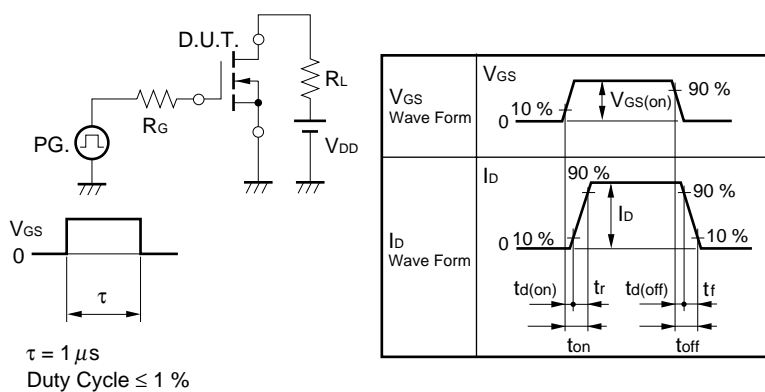 D.U.T.
RL
RG
PG.
VDD
VGS
0
τ
τ = 1 μs
Duty Cycle ≤ 1 %
VGS
Wave Form
VGS
10 %
0
VGS(on)
90 %
ID
Wave Form
ID
90 %
90 %
0 10 %
ID
10 %
td(on) tr td(off) tf
ton toff